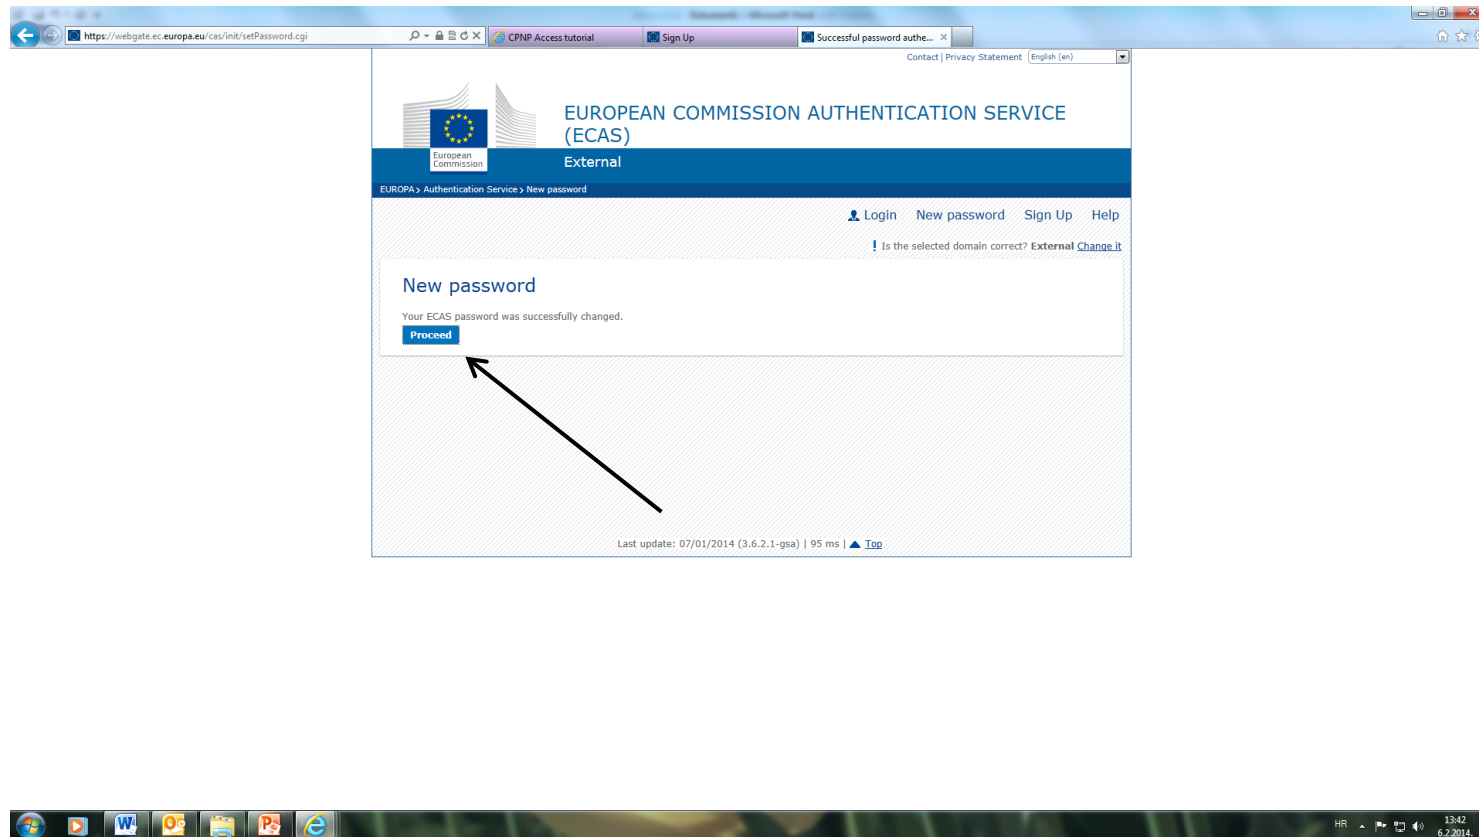 https://webgate.ec.europa.eu/cas/init/setPassword.cgi
CPNP Access tutorial
Sign Up
Successful password authe...
Contact | Privacy Statement
English (en)
European
Commission
EUROPEAN COMMISSION AUTHENTICATION SERVICE
(ECAS)
External
EUROPA > Authentication Service > New password
Login New password Sign Up Help
! Is the selected domain correct? External Change it
New password
Your ECAS password was successfully changed.
Proceed
Last update: 07/01/2014 (3.6.2.1-gsa) | 95 ms | Top
HR
13:42
6.2.2014.